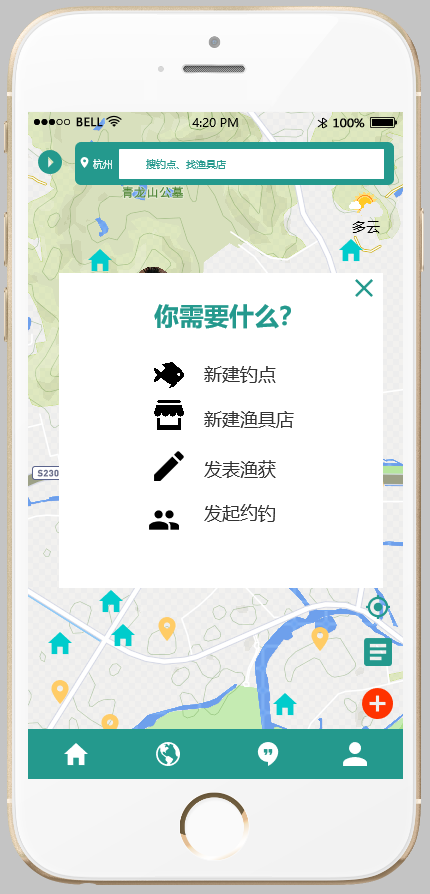 BELL 4:20 PM 100%
杭州 搜钓点、找渔具店
青龙山公墓
多云
你需要什么?
新建钓点
新建渔具店
S230
发表渔获
发起约钓